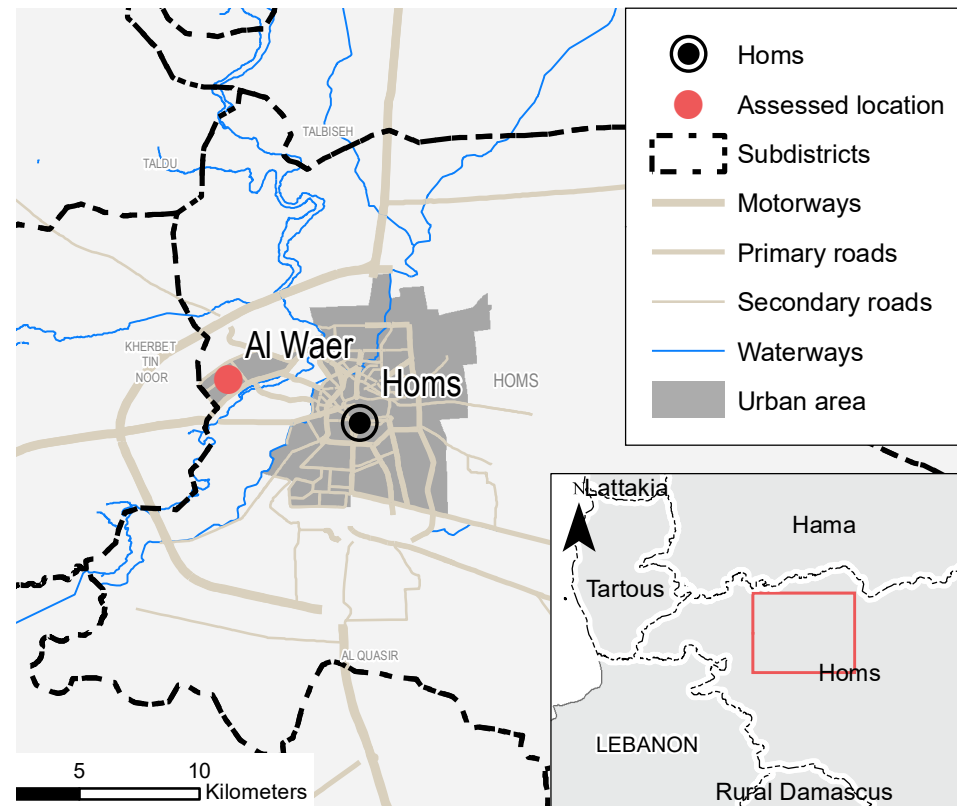 TALBISEH
TALDU
KHERBET
TIN
NOOR
Al Waer
Homs
HOMS
AL QUASIR
5 10
Kilometers
Homs
Assessed location
Subdistricts
Motorways
Primary roads
Secondary roads
Waterways
Urban area
N
Lattakia
Hama
Tartous
Homs
LEBANON
Rural Damascus